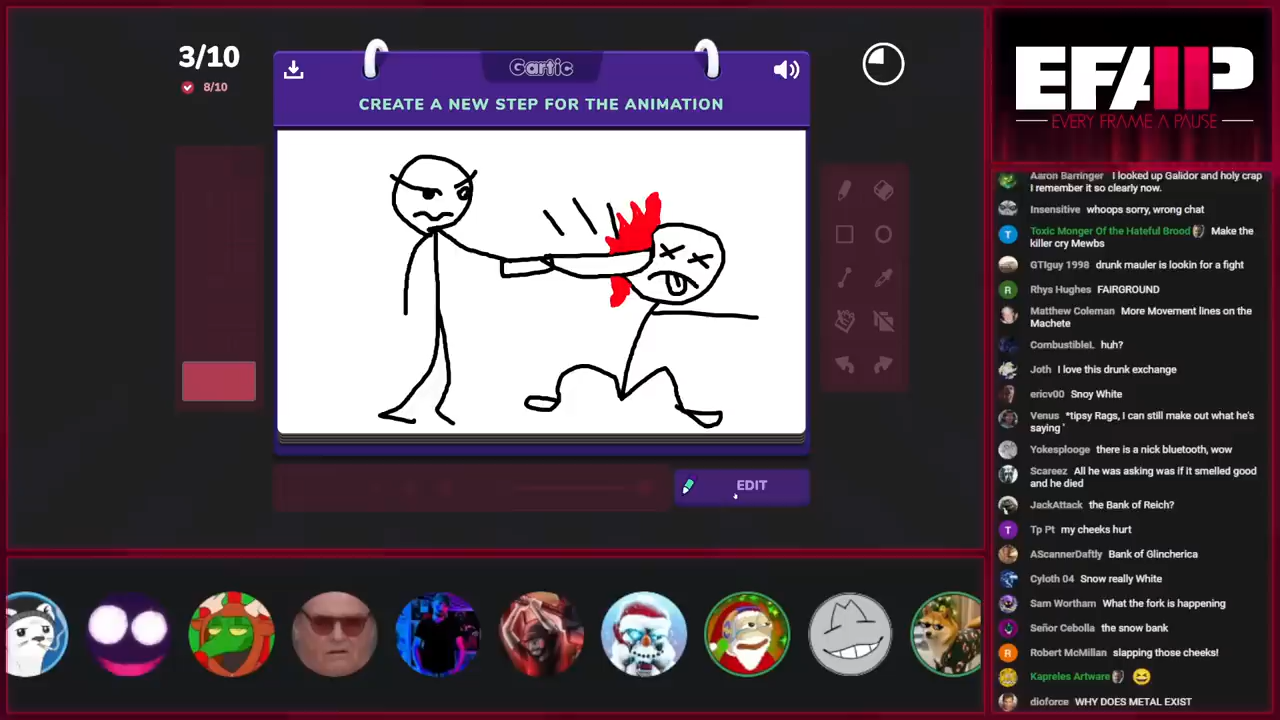 3/10
8/10
Gartic
CREATE A NEW STEP FOR THE ANIMATION
EDIT
EFAP
EVERY FRAME A PAUSE
Aaron Barringer I looked up Galidor and holy crap
I remember it so clearly now.
Insensitive whoops sorry, wrong chat
Toxic Monger Of the Hateful Brood Make the
killer cry Mewbs
GTIguy 1998 drunk mauler is lookin for a fight
Rhys Hughes FAIRGROUND
Matthew Coleman More Movement lines on the
Machete
CombustibleL huh?
Joth I love this drunk exchange
ericv00 Snoy White
Venus *tipsy Rags, I can still make out what he's
saying '
Yokesplooge there is a nick bluetooth, wow
Scareez All he was asking was if it smelled good
and he died
JackAttack the Bank of Reich?
T Tp Pt my cheeks hurt
AScannerDaftly Bank of Glincherica
Cyloth 04 Snow really White
Sam Wortham What the fork is happening
Señor Cebolla the snow bank
R Robert McMillan slapping those cheeks!
Kapreles Artware
dioforce WHY DOES METAL EXIST